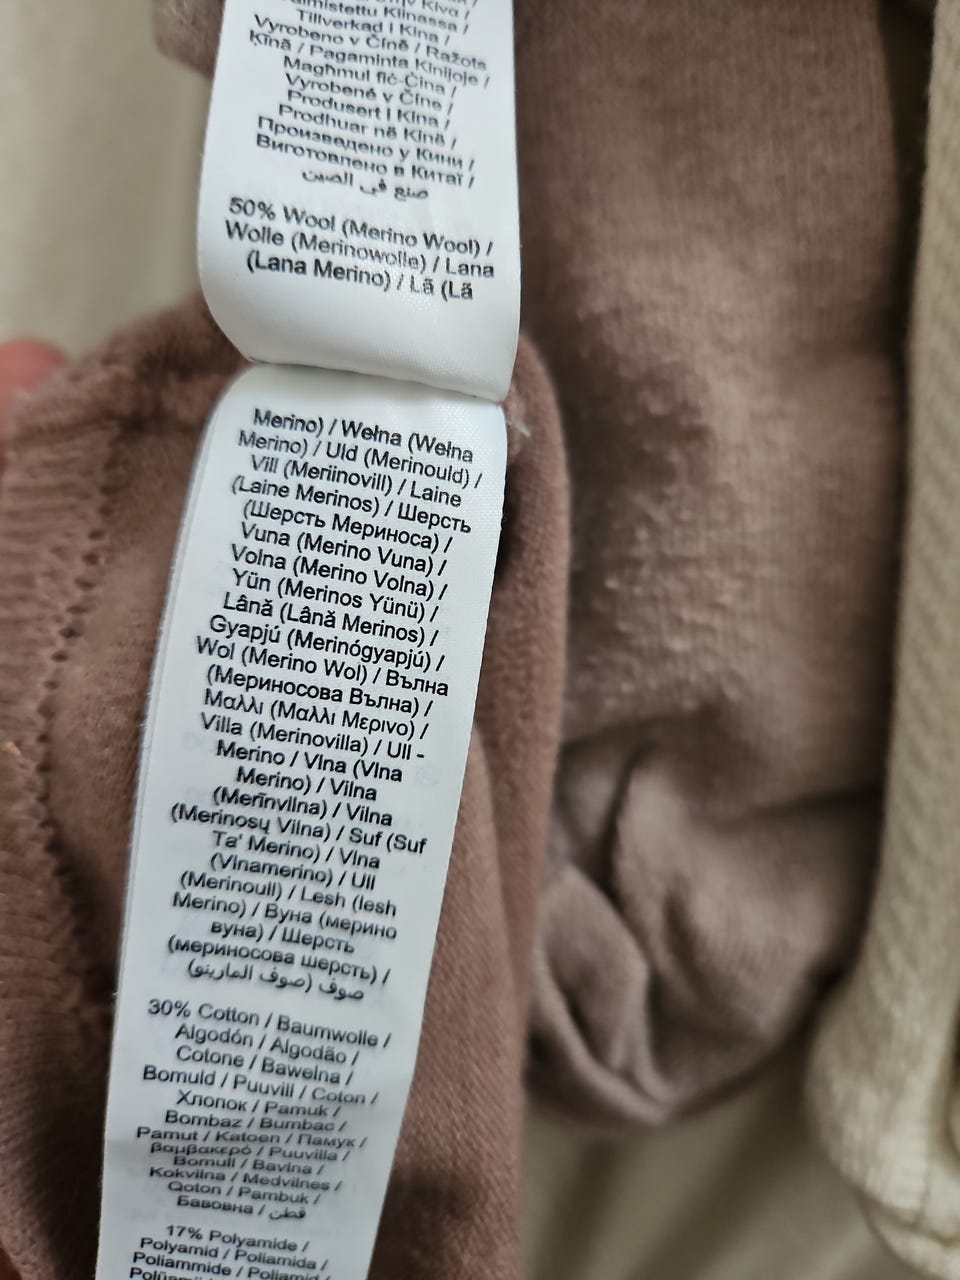 Valmistettu Kiinassa /
Tillverkad i Kina /
Vyrobeno v Číně / Ražots
Ķīnā / Pagaminta Kinijoje /
Magħmul fiċ-Ċina /
Vyrobené v Číne /
Produsert i Kina /
Prodhuar në Kinë /
Произведено у Кини /
Виготовлено в Китаї /
صنع في الصين
50% Wool (Merino Wool) /
Wolle (Merinowolle) / Lana
(Lana Merino) / Lã (Lã
Merino) / Wełna (Wełna
Merino) / Uld (Merinould) /
Vill (Meriinovill) / Laine
(Laine Merinos) / Шерсть
(Шерсть Мериноса) /
Vuna (Merino Vuna) /
Volna (Merino Volna) /
Yün (Merinos Yünü) /
Lână (Lână Merinos) /
Gyapjú (Merinógyapjú) /
Wol (Merino Wol) / Вълна
(Мериносова Вълна) /
Μαλλι (Μαλλι Μερινο) /
Villa (Merinovilla) / Ull -
Merino / Vlna (Vlna
Merino) / Vilna
(Merīnvilna) / Vilna
(Merinosų Vilna) / Suf (Suf
Ta' Merino) / Vlna
(Vlnamerino) / Ull
(Merinoull) / Lesh (lesh
Merino) / Вуна (мерино
вуна) / Шерсть
(мериносова шерсть) /
صوف (صوف المارينو)
30% Cotton / Baumwolle /
Algodón / Algodão /
Cotone / Bawełna /
Bomuld / Puuvill / Coton /
Хлопок / Pamuk /
Bombaz / Bumbac /
Pamut / Katoen / Памук /
βαμβακερό / Puuvilla /
Bomull / Bavlna /
Kokvilna / Medvilnes /
Qoton / Pambuk /
Бавовна / قطن
17% Polyamide /
Polyamid / Poliamida /
Poliammide / Poliamid